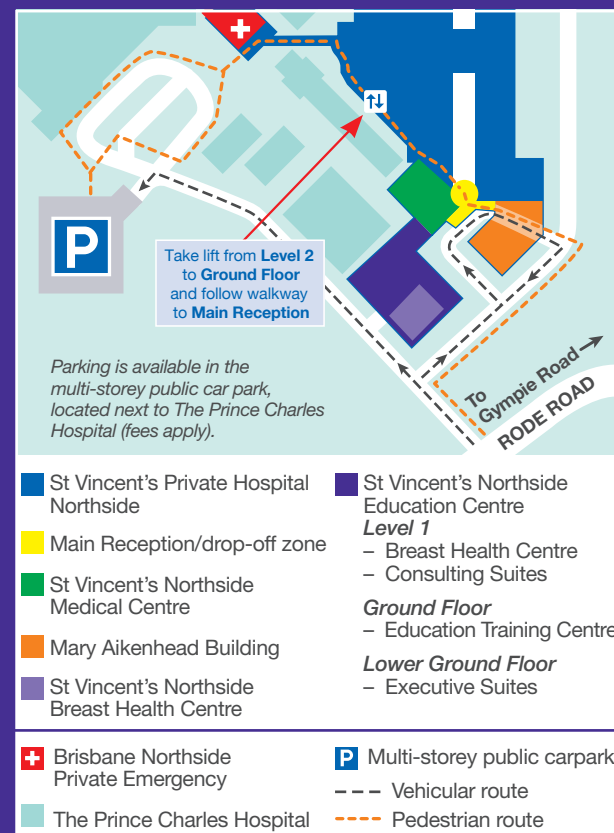 P
Take lift from Level 2
to Ground Floor
and follow walkway
to Main Reception
Parking is available in the
multi-storey public car park,
located next to The Prince Charles
Hospital (fees apply).
To
Gympie Road
RODE ROAD
St Vincent's Private Hospital
Northside
Main Reception/drop-off zone
St Vincent's Northside
Medical Centre
Mary Aikenhead Building
St Vincent's Northside
Breast Health Centre
St Vincent's Northside
Education Centre
Level 1
– Breast Health Centre
– Consulting Suites
Ground Floor
– Education Training Centre
Lower Ground Floor
– Executive Suites
Brisbane Northside
Private Emergency
The Prince Charles Hospital
P Multi-storey public carpark
Vehicular route
Pedestrian route